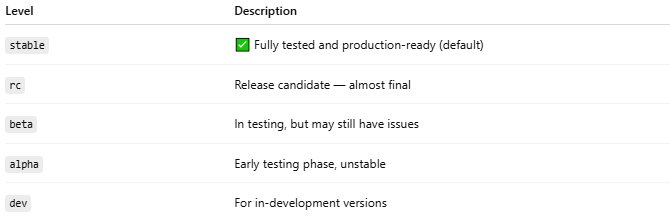 Level Description
stable ✅ Fully tested and production-ready (default)
rc Release candidate — almost final
beta In testing, but may still have issues
alpha Early testing phase, unstable
dev For in-development versions